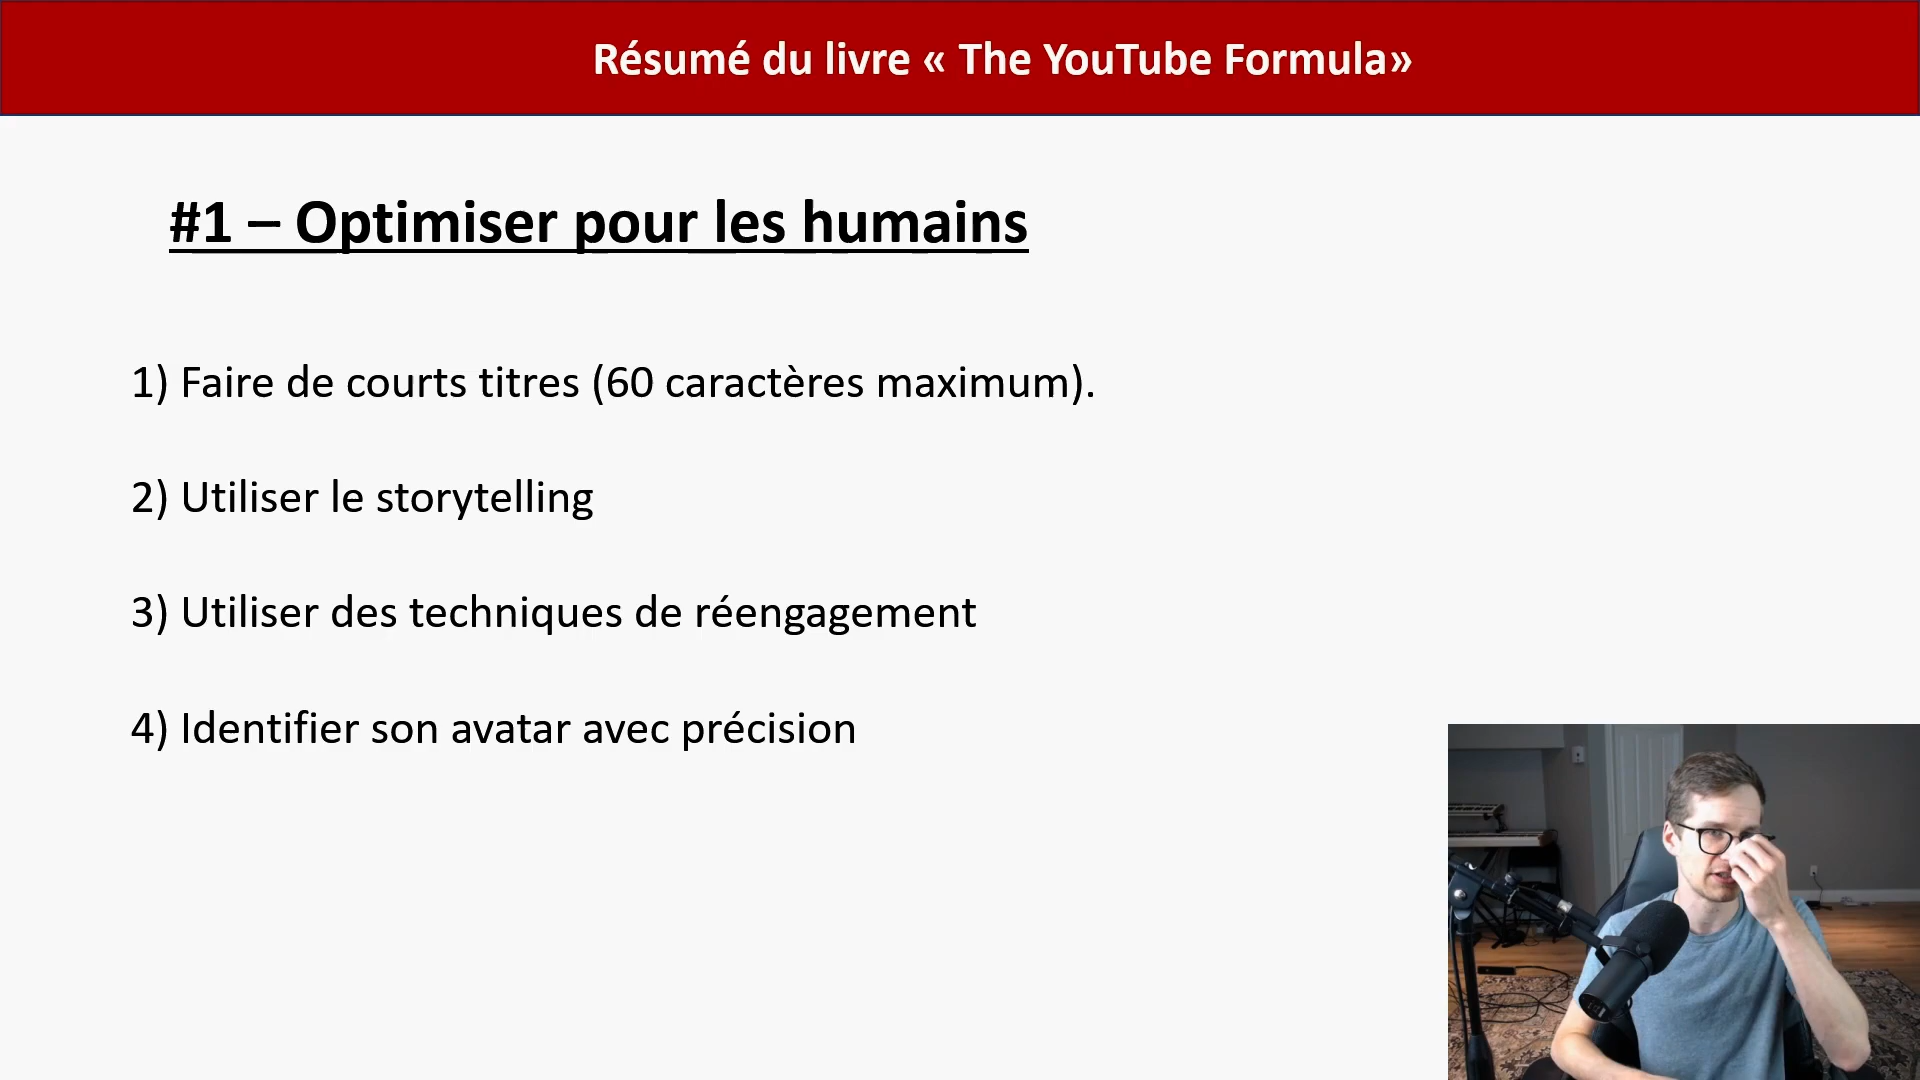 Résumé du livre « The YouTube Formula»
#1 – Optimiser pour les humains
1) Faire de courts titres (60 caractères maximum).
2) Utiliser le storytelling
3) Utiliser des techniques de réengagement
4) Identifier son avatar avec précision